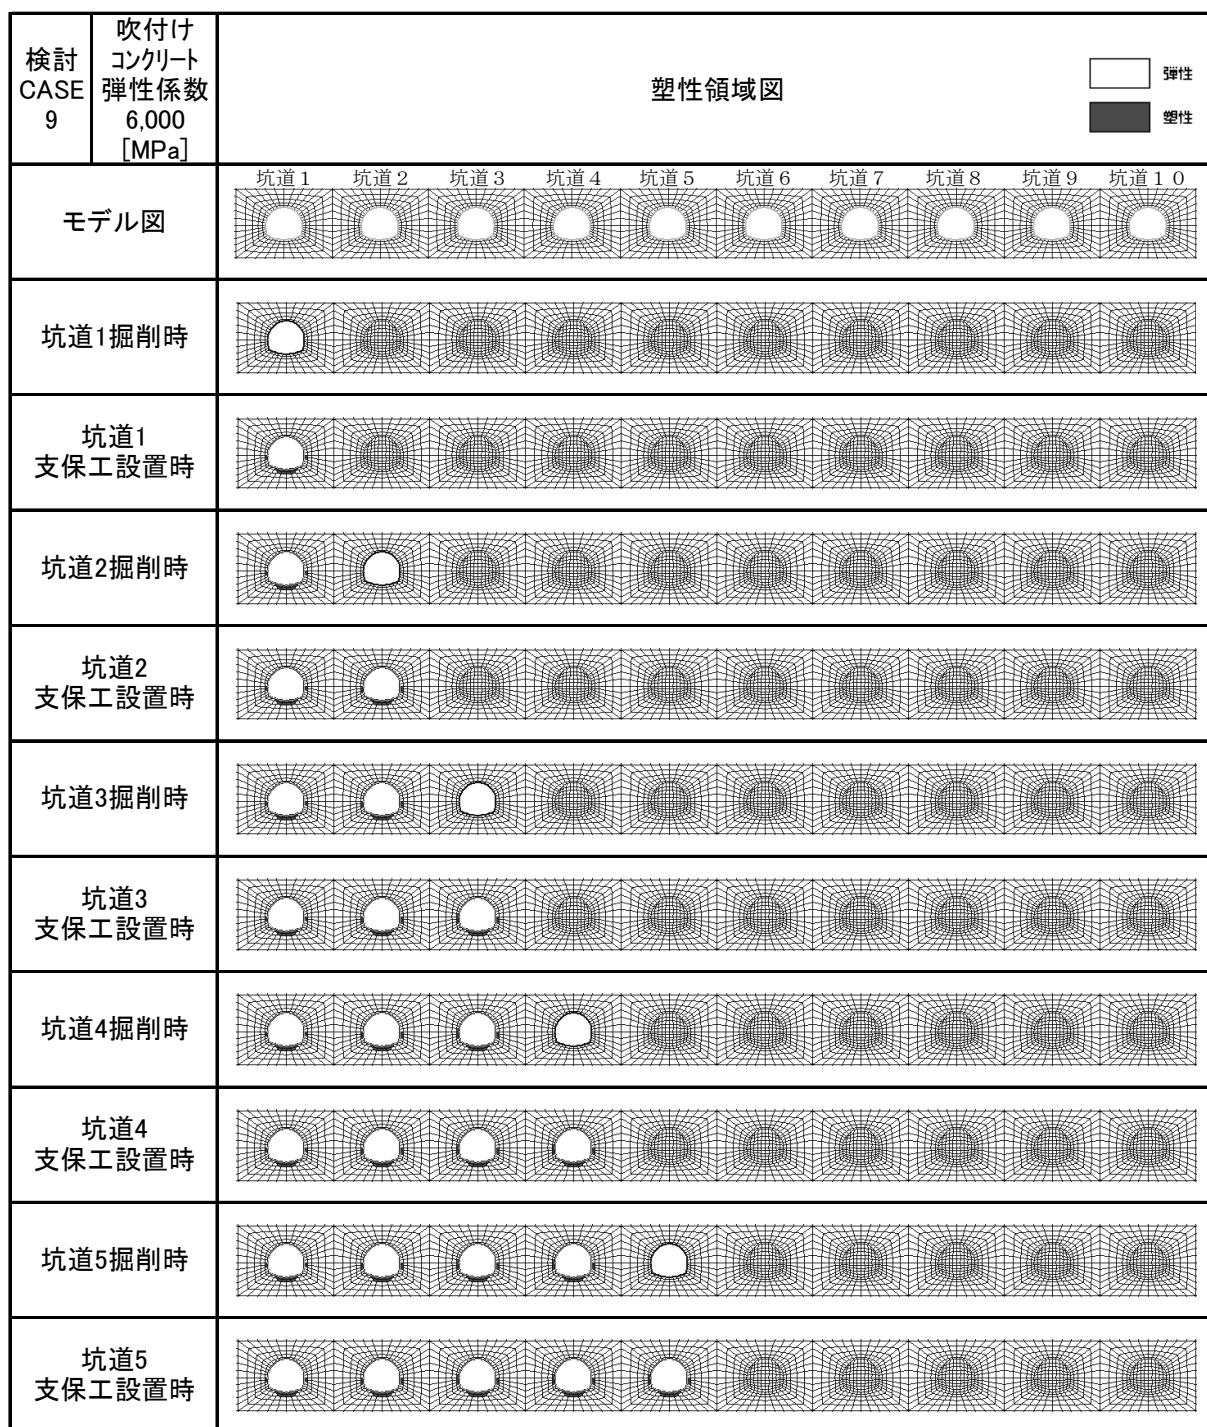 検討
CASE
9
吹付け
コンクリート
弾性係数
6,000
[MPa]
塑性領域図
弾性
塑性
モデル図
坑道1 坑道2 坑道3 坑道4 坑道5 坑道6 坑道7 坑道8 坑道9 坑道10
坑道1掘削時
坑道1
支保工設置時
坑道2掘削時
坑道2
支保工設置時
坑道3掘削時
坑道3
支保工設置時
坑道4掘削時
坑道4
支保工設置時
坑道5掘削時
坑道5
支保工設置時